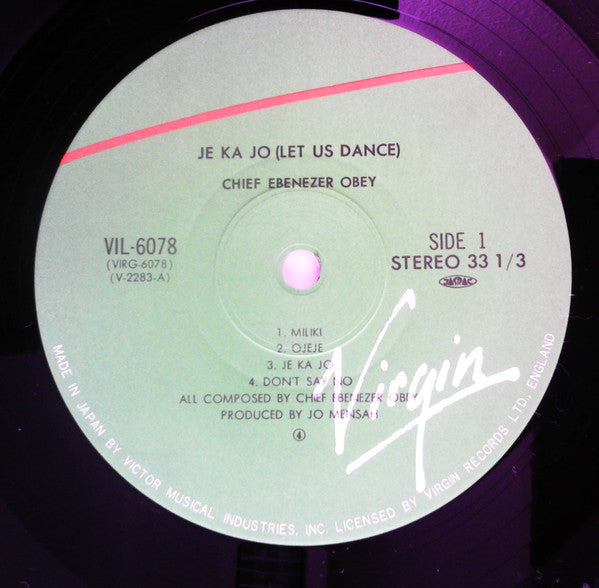 JE KA JO (LET US DANCE)
CHIEF EBENEZER OBEY
VIL-6078
(VIRG-6078)
(V-2283-A)
SIDE 1
STEREO 33 1/3
JASRAC
1. MILIKI
2. OJEJE
3. JE KA JO
4. DON'T SAY NO
ALL COMPOSED BY CHIEF EBENEZER OBEY
PRODUCED BY JO MENSAH
④
Virgin
MADE IN JAPAN BY VICTOR MUSICAL INDUSTRIES, INC. LICENSED BY VIRGIN RECORDS LTD., ENGLAND